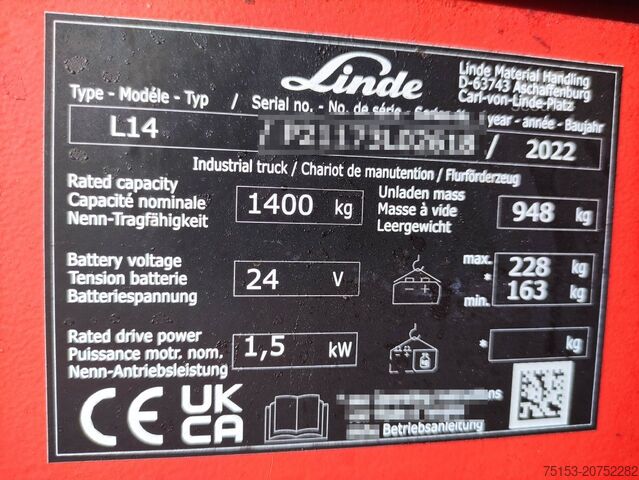 Linde
Linde Material Handling
D-63743 Aschaffenburg
Carl-von-Linde-Platz
Type - Modéle - Typ / Serial no. - No. de série - / year - année - Baujahr
L14 / / 2022
Industrial truck / Chariot de manutention / Flurförderzeug
Rated capacity
Capacité nominale
Nenn-Tragfähigkeit
1400 kg
Unladen mass
Masse à vide
Leergewicht
948 kg
Battery voltage
Tension batterie
Batteriespannung
24 V
max. 228 kg
*
min. 163 kg
Rated drive power
Puissance motr. nom.
Nenn-Antriebsleistung
1,5 kW
* kg
CE UK
CA
Betriebsanleitung
75153-20752282